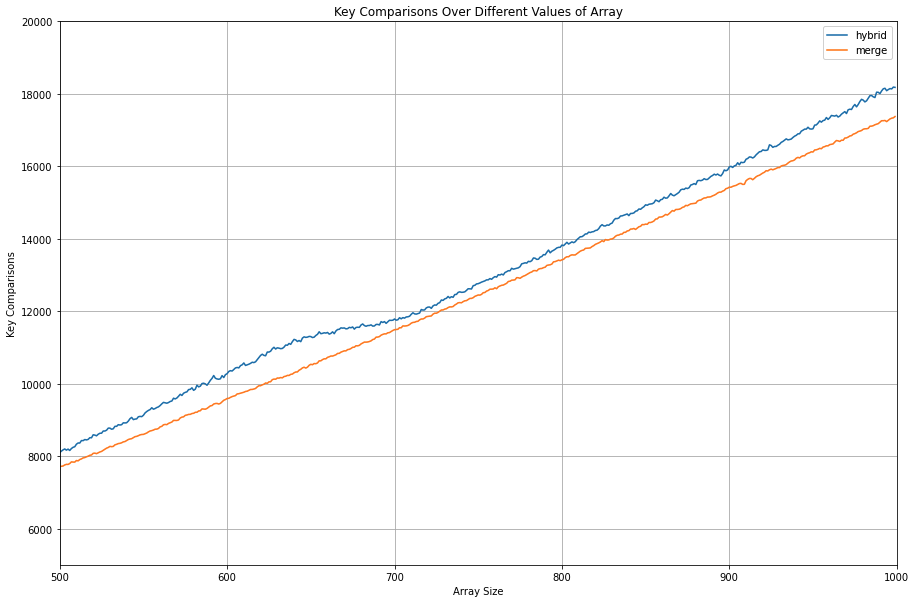 Key Comparisons Over Different Values of Array
20000
18000
16000
14000
12000
10000
8000
6000
Key Comparisons
hybrid
merge
500 600 700 800 900 1000
Array Size